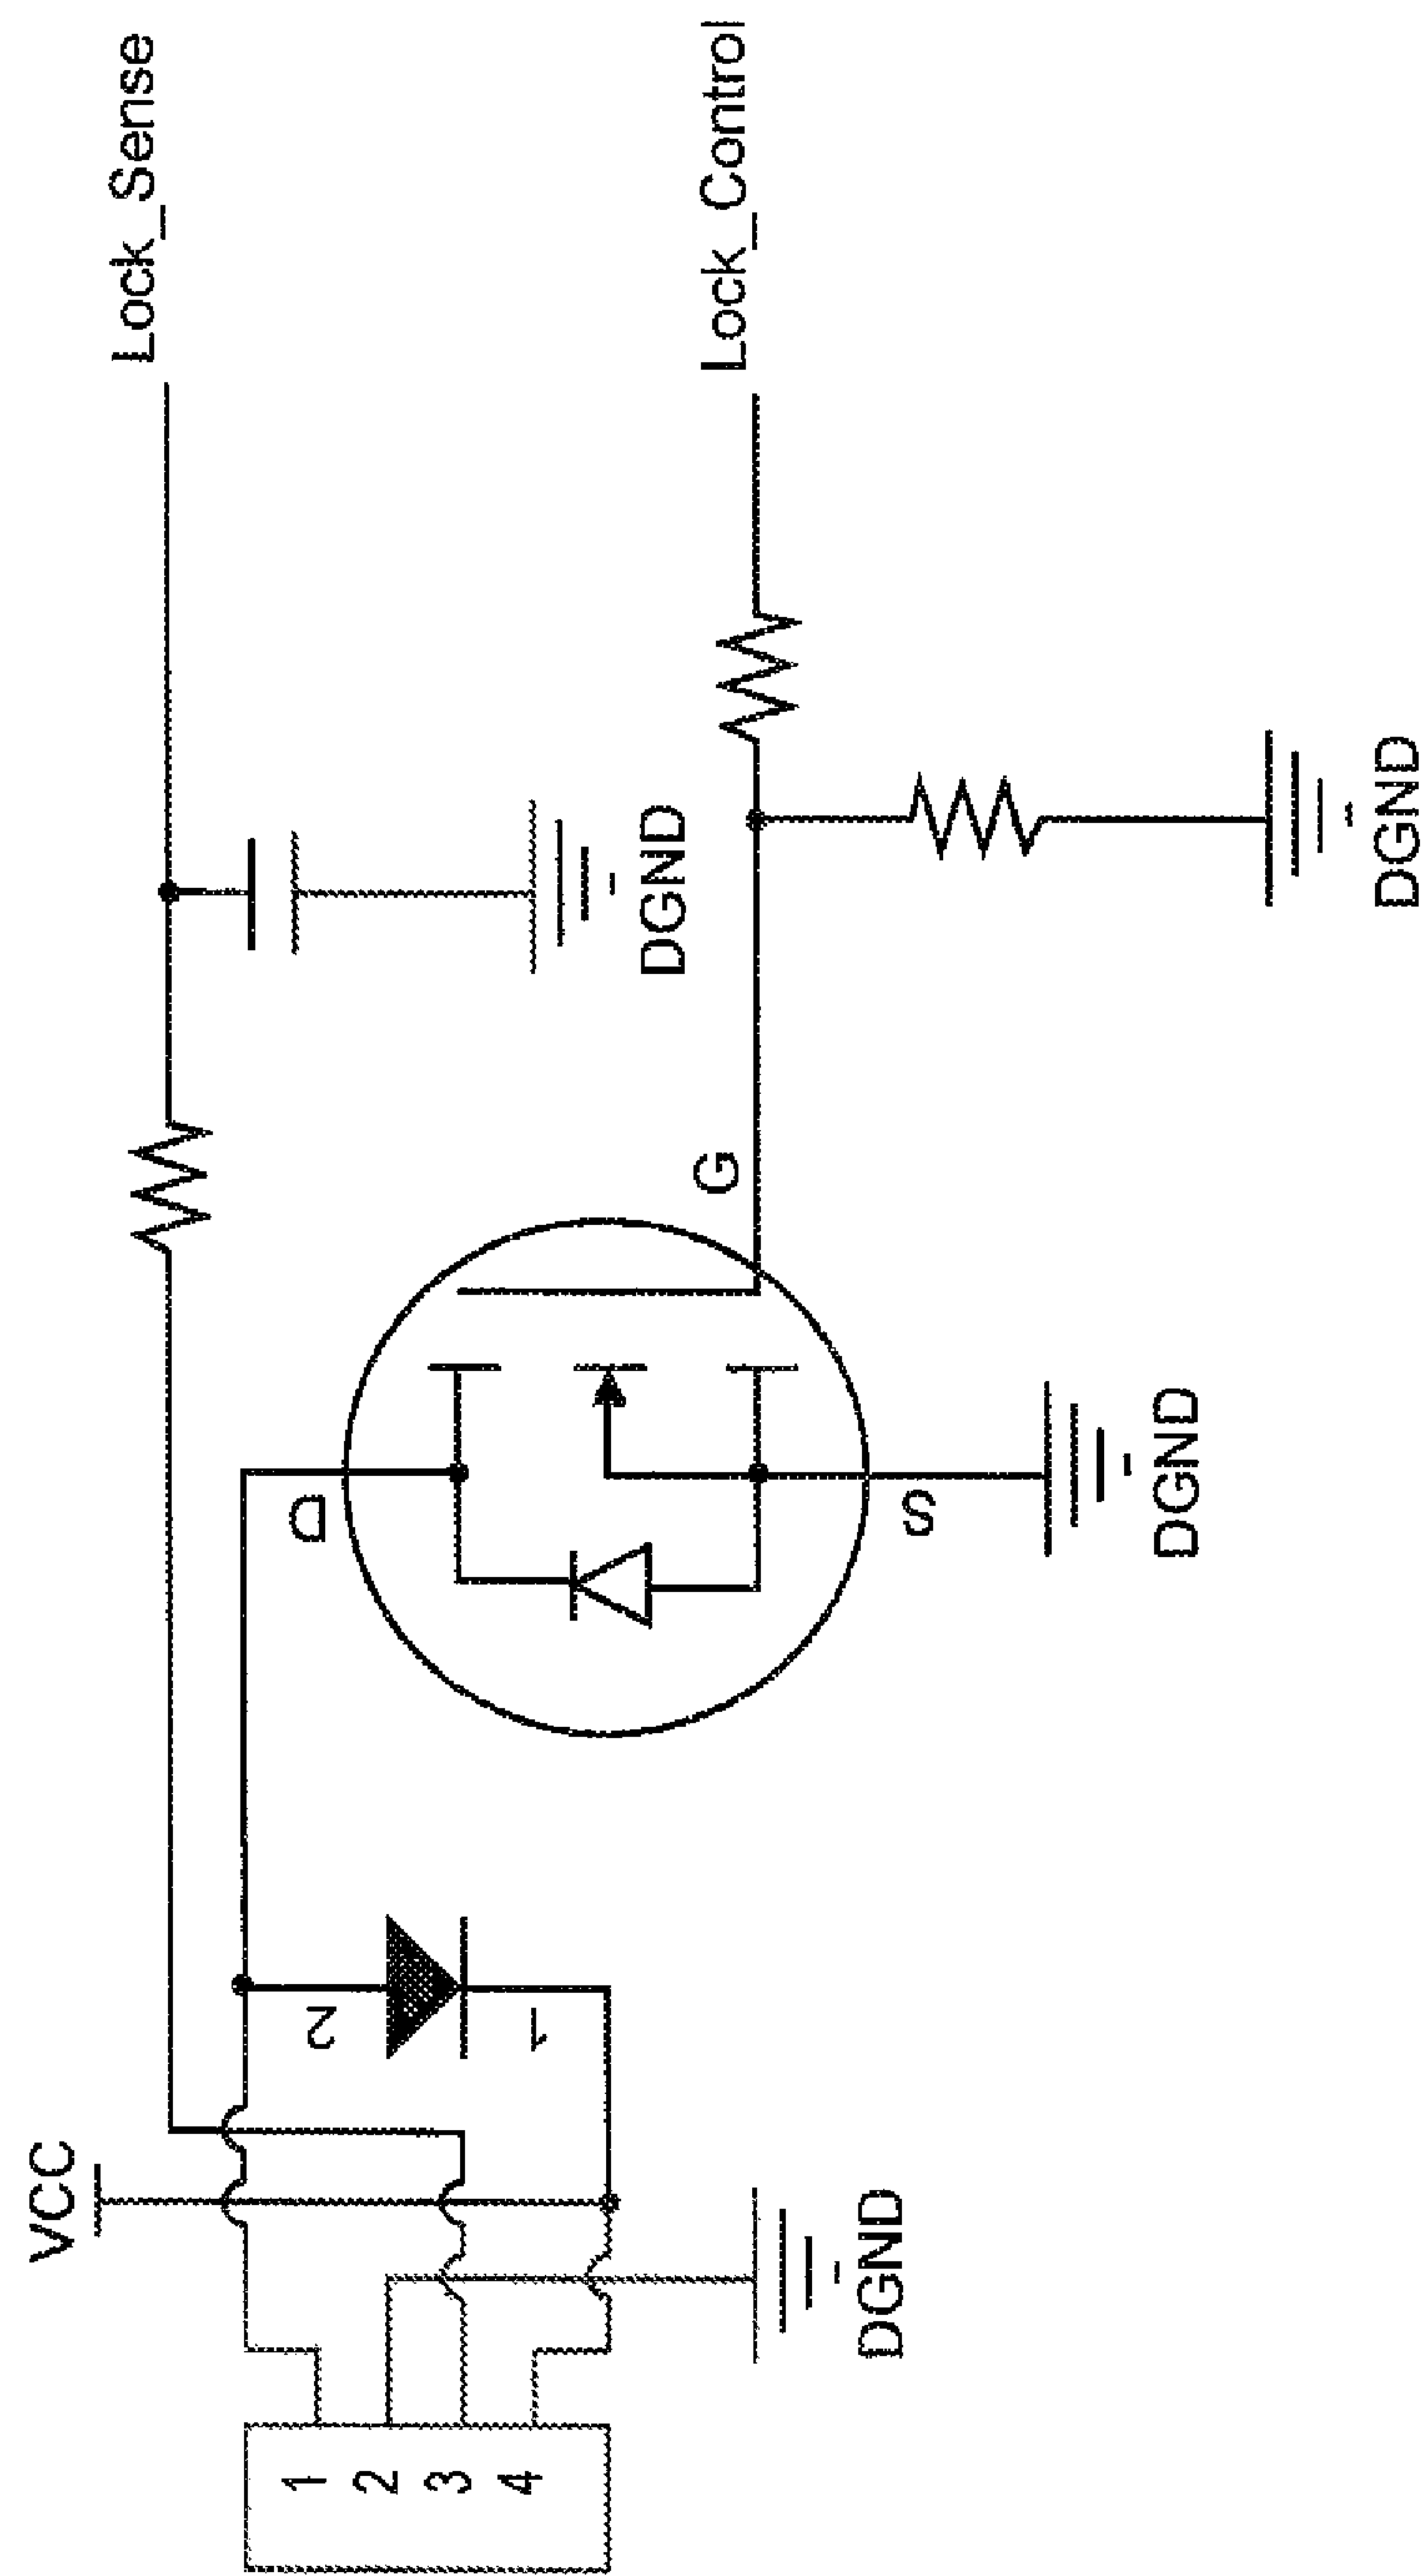 VCC
Lock_Sense
1
2
3
4
2
1
D
G
S
Lock_Control
DGND
DGND
DGND
DGND